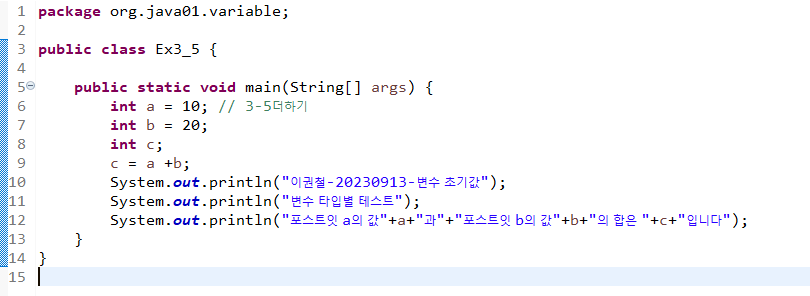 1 package org.java01.variable;
2
3 public class Ex3_5 {
4
5 public static void main(String[] args) {
6 int a = 10; // 3-5더하기
7 int b = 20;
8 int c;
9 c = a +b;
10 System.out.println("이권철-20230913-변수 초기값");
11 System.out.println("변수 타입별 테스트");
12 System.out.println("포스트잇 a의 값"+a+"과"+"포스트잇 b의 값"+b+"의 합은 "+c+"입니다");
13 }
14 }
15